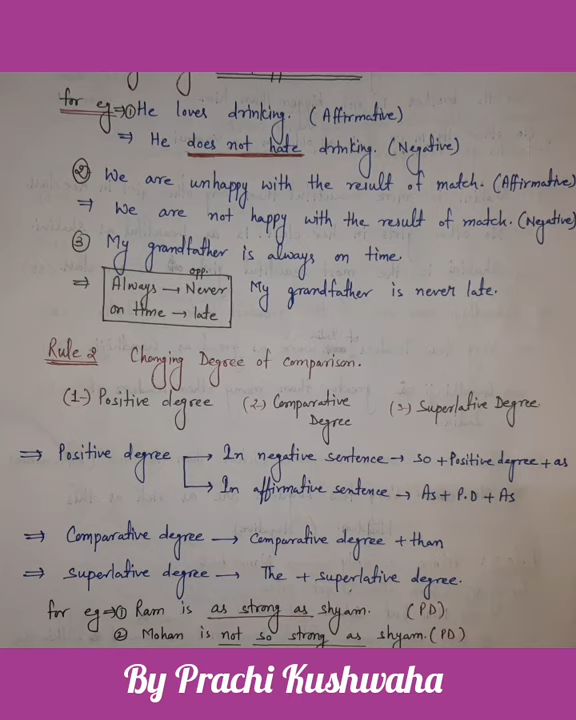 for eg ⇒ ① He loves drinking. (Affirmative)
⇒ He does not hate drinking. (Negative)
② We are unhappy with the result of match. (Affirmative)
⇒ We are not happy with the result of match. (Negative)
③ My grandfather is always on time.
opp.
⇒ Always → Never My grandfather is never late.
on time → late
Rule 2 Changing Degree of comparison.
(1-) Positive degree (2-) Comparative Degree (3-) Superlative Degree.
⇒ Positive degree → In negative sentence → so + Positive degree + as
→ In affirmative sentence → As + P.D + As
⇒ Comparative degree → comparative degree + than
⇒ superlative degree → The + superlative degree.
for eg ⇒ ① Ram is as strong as shyam. (PD)
② Mohan is not so strong as shyam. (PD)
By Prachi Kushwaha